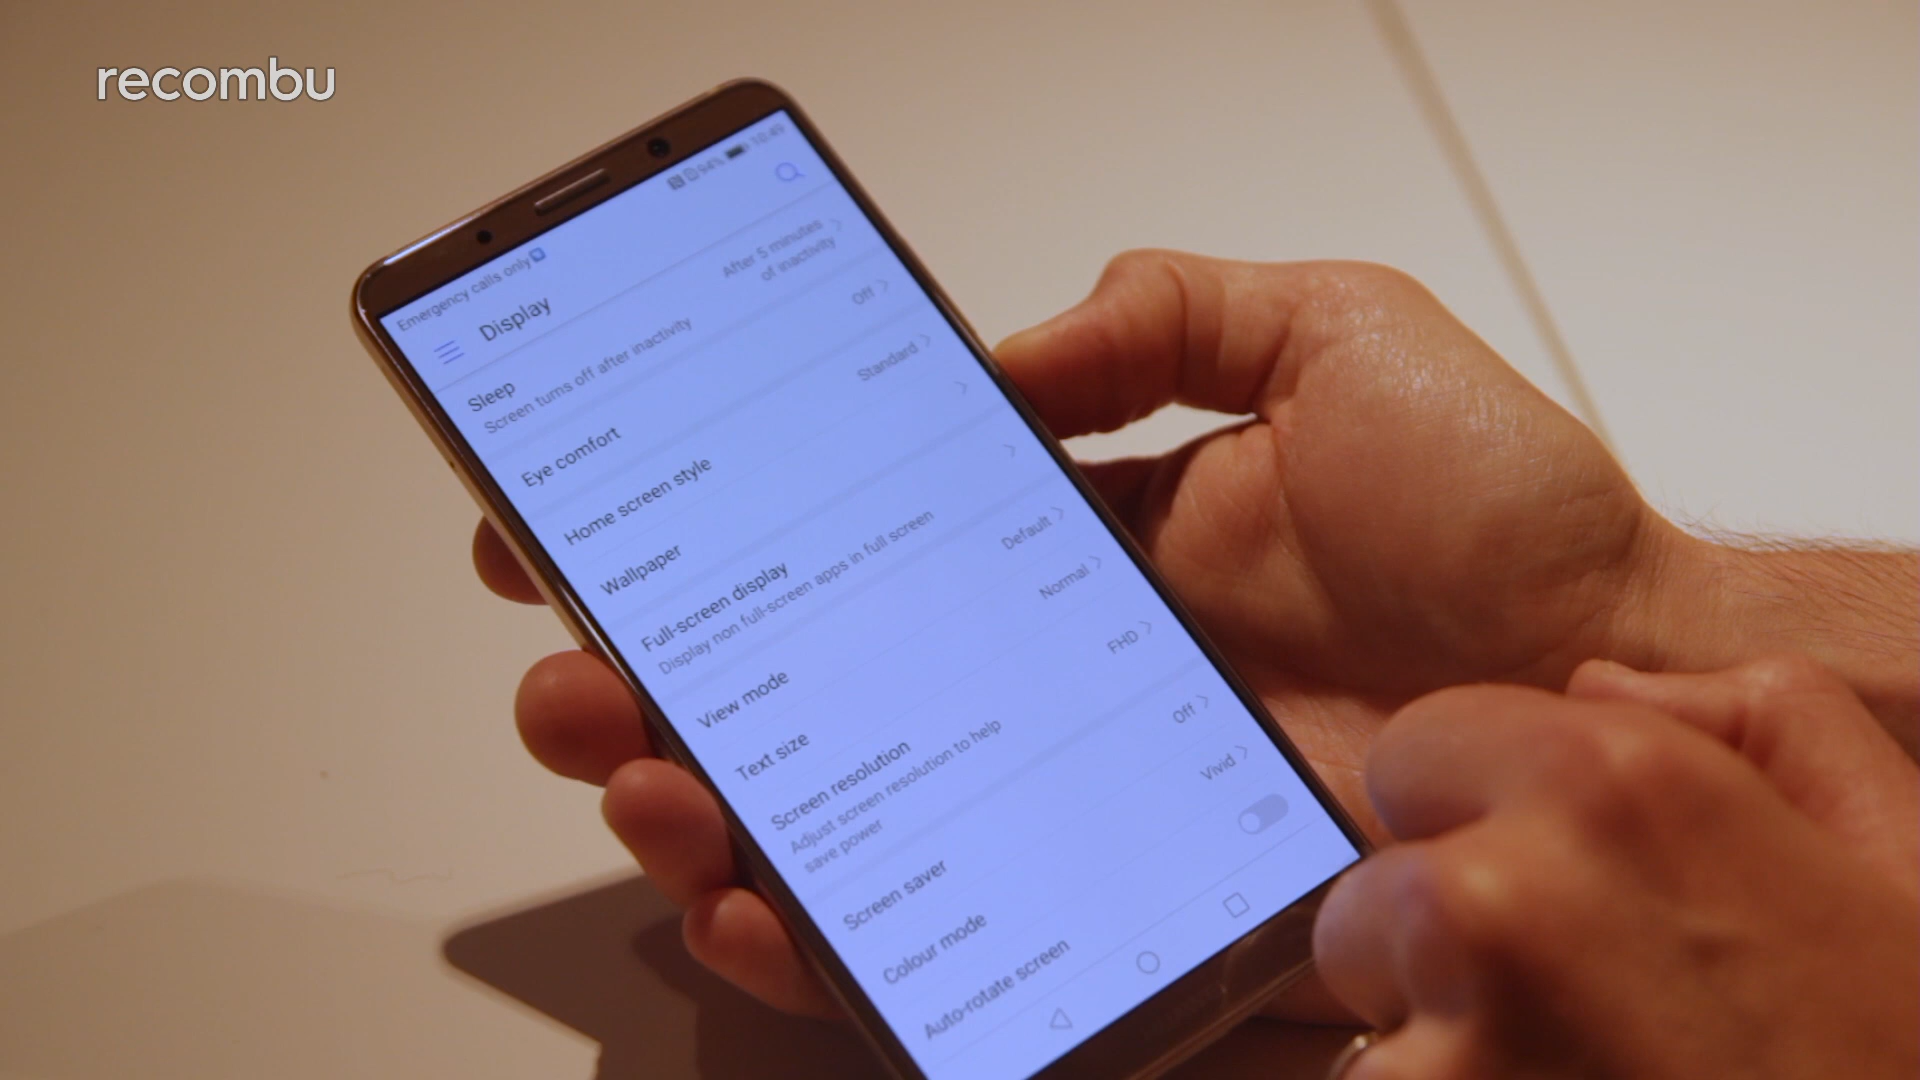 recombu
Emergency calls only 94% 10:49
Display
Sleep
Screen turns off after inactivity
After 5 minutes
of inactivity
Eye comfort Off
Home screen style Standard
Wallpaper
Full-screen display
Display non full-screen apps in full screen
View mode Default
Text size Normal
Screen resolution FHD
Adjust screen resolution to help
save power
Screen saver Off
Colour mode Vivid
Auto-rotate screen